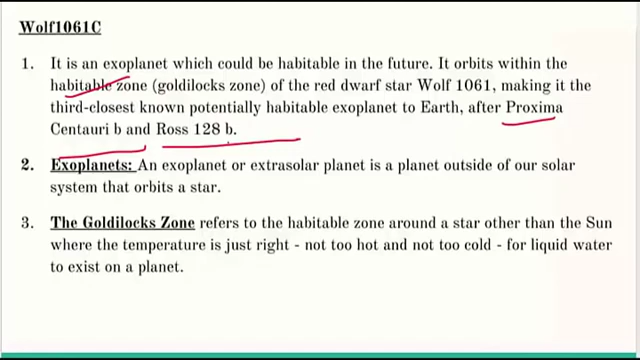 Wolf1061C
1. It is an exoplanet which could be habitable in the future. It orbits within the
habitable zone (goldilocks zone) of the red dwarf star Wolf 1061, making it the
third-closest known potentially habitable exoplanet to Earth, after Proxima
Centauri b and Ross 128 b.
2. Exoplanets: An exoplanet or extrasolar planet is a planet outside of our solar
system that orbits a star.
3. The Goldilocks Zone refers to the habitable zone around a star other than the Sun
where the temperature is just right - not too hot and not too cold - for liquid water
to exist on a planet.